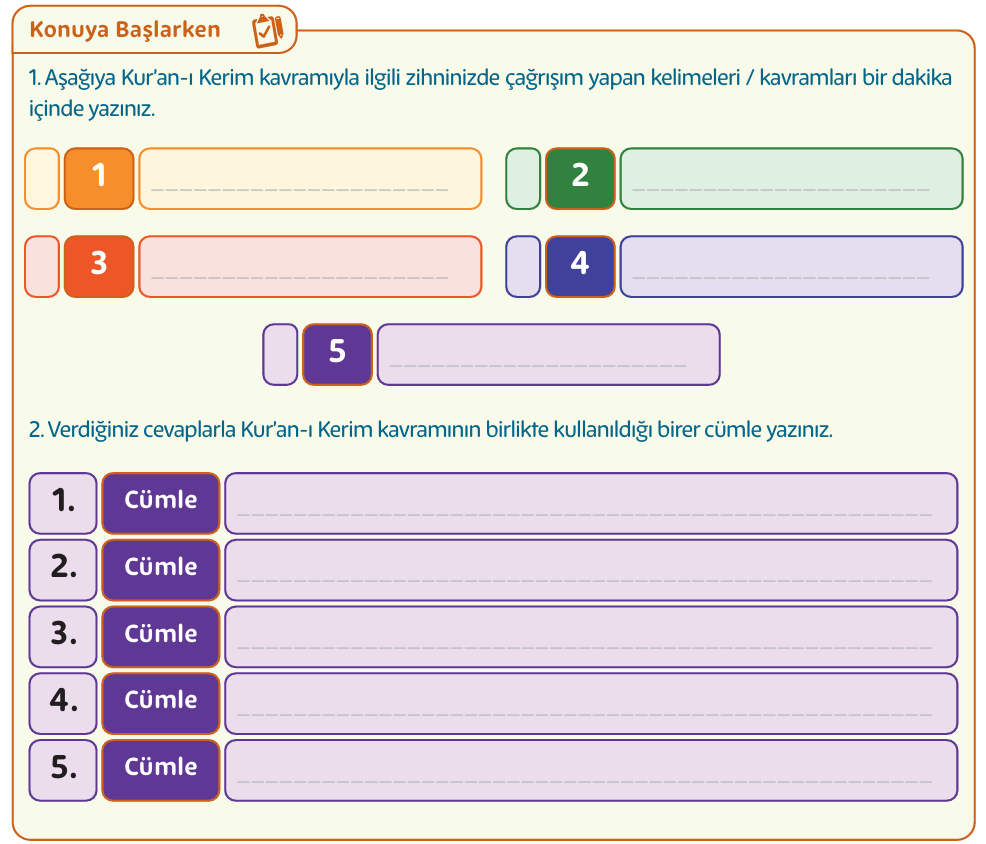 Konuya Başlarken
1. Aşağıya Kur'an-ı Kerim kavramıyla ilgili zihninizde çağrışım yapan kelimeleri / kavramları bir dakika
içinde yazınız.
1
2
3
4
5
2. Verdiğiniz cevaplarla Kur'an-ı Kerim kavramının birlikte kullanıldığı birer cümle yazınız.
1. Cümle
2. Cümle
3. Cümle
4. Cümle
5. Cümle